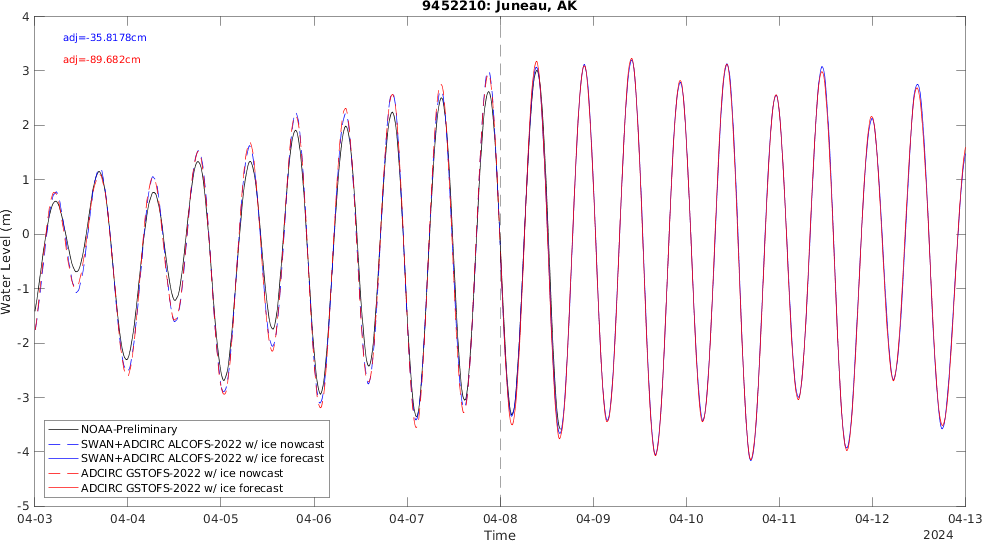 9452210: Juneau, AK
adj=-35.8178cm
adj=-89.682cm
4
3
2
1
0
-1
-2
-3
-4
-5
Water Level (m)
NOAA-Preliminary
SWAN+ADCIRC ALCOFS-2022 w/ ice nowcast
SWAN+ADCIRC ALCOFS-2022 w/ ice forecast
ADCIRC GSTOFS-2022 w/ ice nowcast
ADCIRC GSTOFS-2022 w/ ice forecast
04-03 04-04 04-05 04-06 04-07 04-08 04-09 04-10 04-11 04-12 04-13
Time
2024